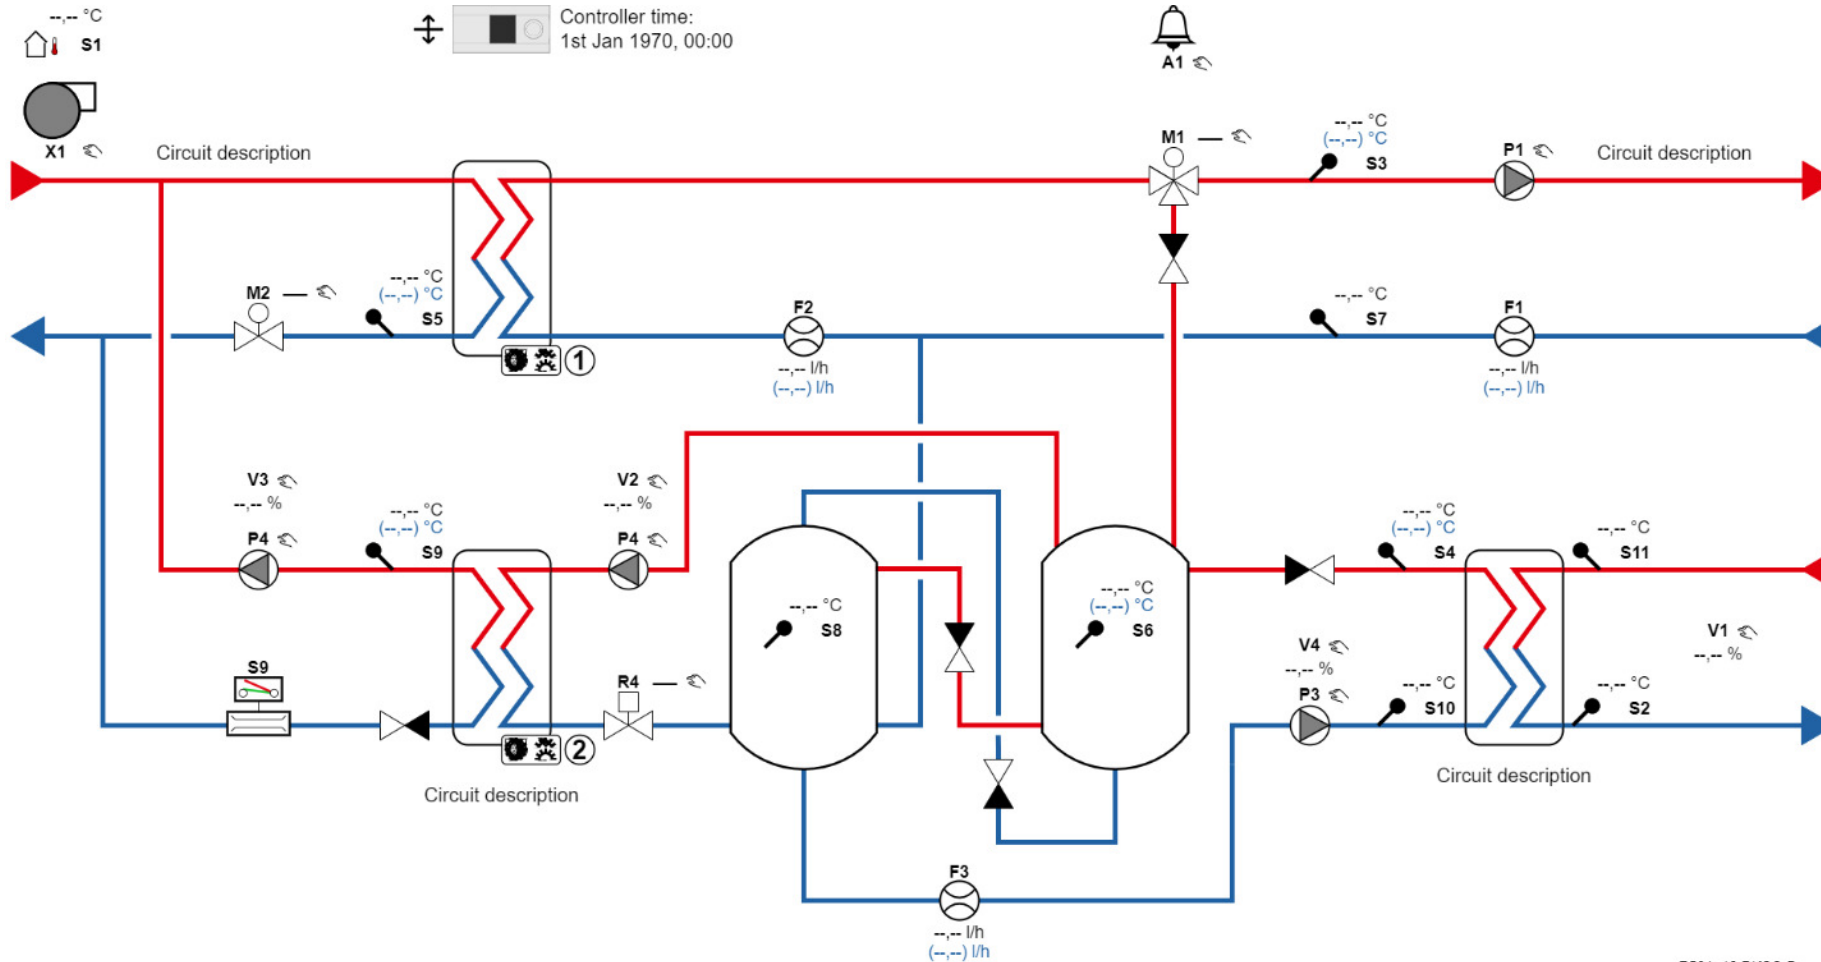 --,-- °C
S1
Controller time:
1st Jan 1970, 00:00
A1
X1
Circuit description
M1
--,-- °C
(--,--) °C
S3
P1
Circuit description
M2
--,-- °C
(--,--) °C
S5
1
F2
--,-- l/h
(--,--) l/h
--,-- °C
S7
F1
--,-- l/h
(--,--) l/h
V3
--,-- %
P4
--,-- °C
(--,--) °C
S9
V2
--,-- %
P4
--,-- °C
S8
--,-- °C
(--,--) °C
S6
--,-- °C
(--,--) °C
S4
--,-- °C
S11
V4
--,-- %
P3
V1
--,-- %
S9
R4
--,-- °C
S10
--,-- °C
S2
2
Circuit description
Circuit description
F3
--,-- l/h
(--,--) l/h